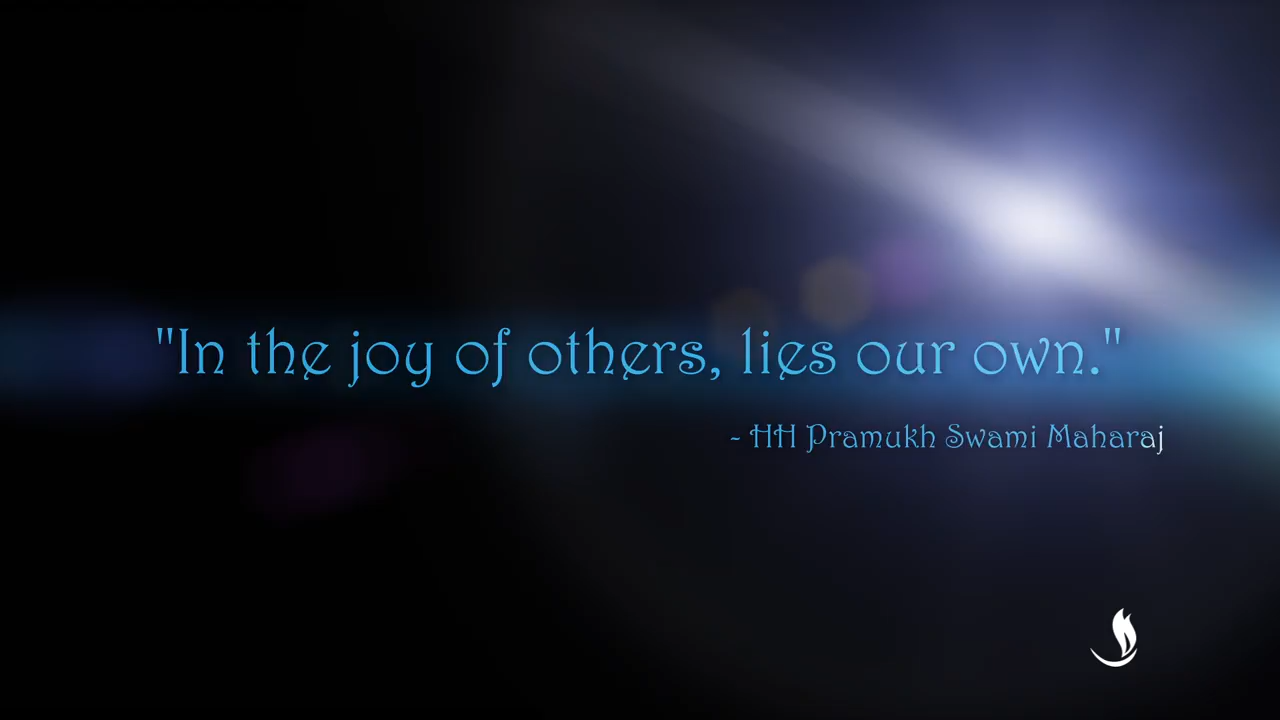 "In the joy of others, lies our own."
- HH Pramukh Swami Maharaj